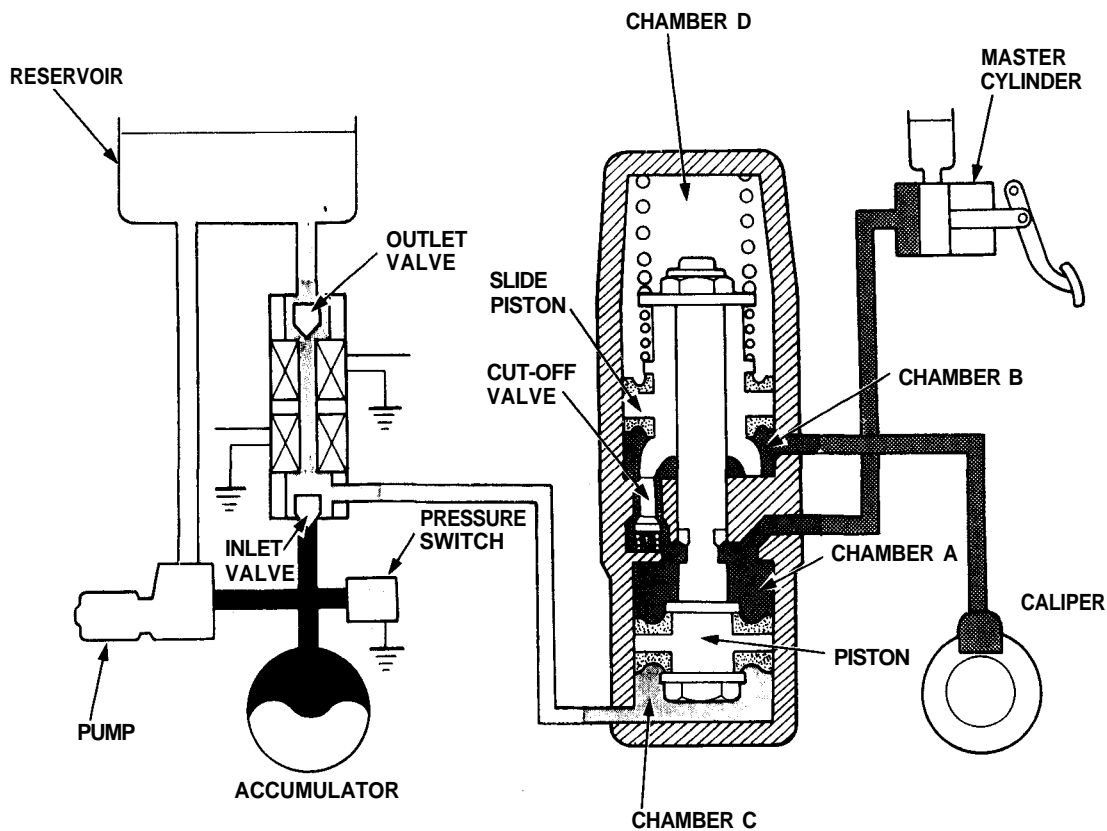 CHAMBER D
RESERVOIR
MASTER
CYLINDER
OUTLET
VALVE
SLIDE
PISTON
CUT-OFF
VALVE
CHAMBER B
INLET
VALVE
PRESSURE
SWITCH
CHAMBER A
CALIPER
PISTON
PUMP
ACCUMULATOR
CHAMBER C